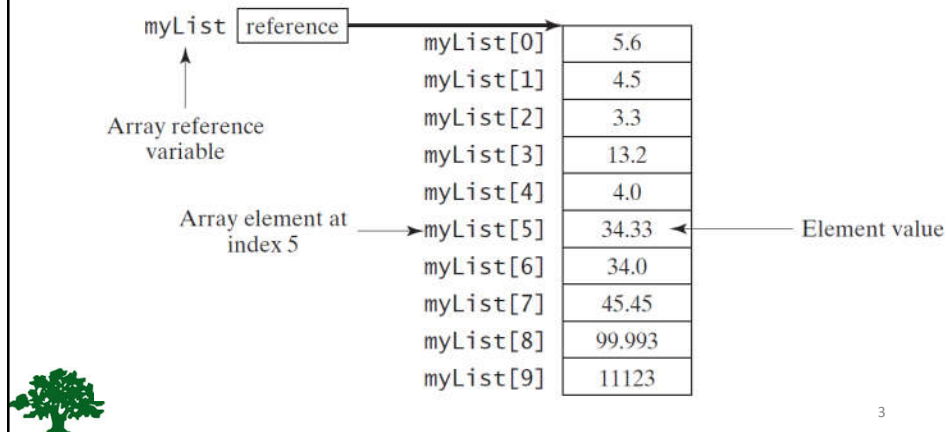 myList reference
myList[0] 5.6
myList[1] 4.5
myList[2] 3.3
Array reference
variable
myList[3] 13.2
myList[4] 4.0
Array element at
index 5
myList[5] 34.33 Element value
myList[6] 34.0
myList[7] 45.45
myList[8] 99.993
myList[9] 11123
3